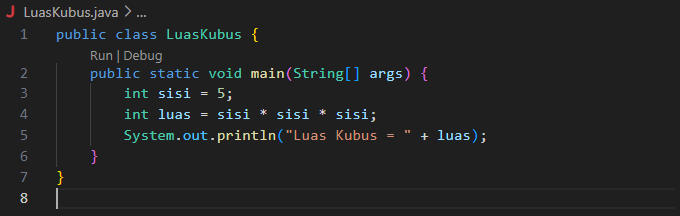 J LuasKubus.java > ...
1 public class LuasKubus {
Run | Debug
2 public static void main(String[] args) {
3 int sisi = 5;
4 int luas = sisi * sisi * sisi;
5 System.out.println("Luas Kubus = " + luas);
6 }
7 }
8